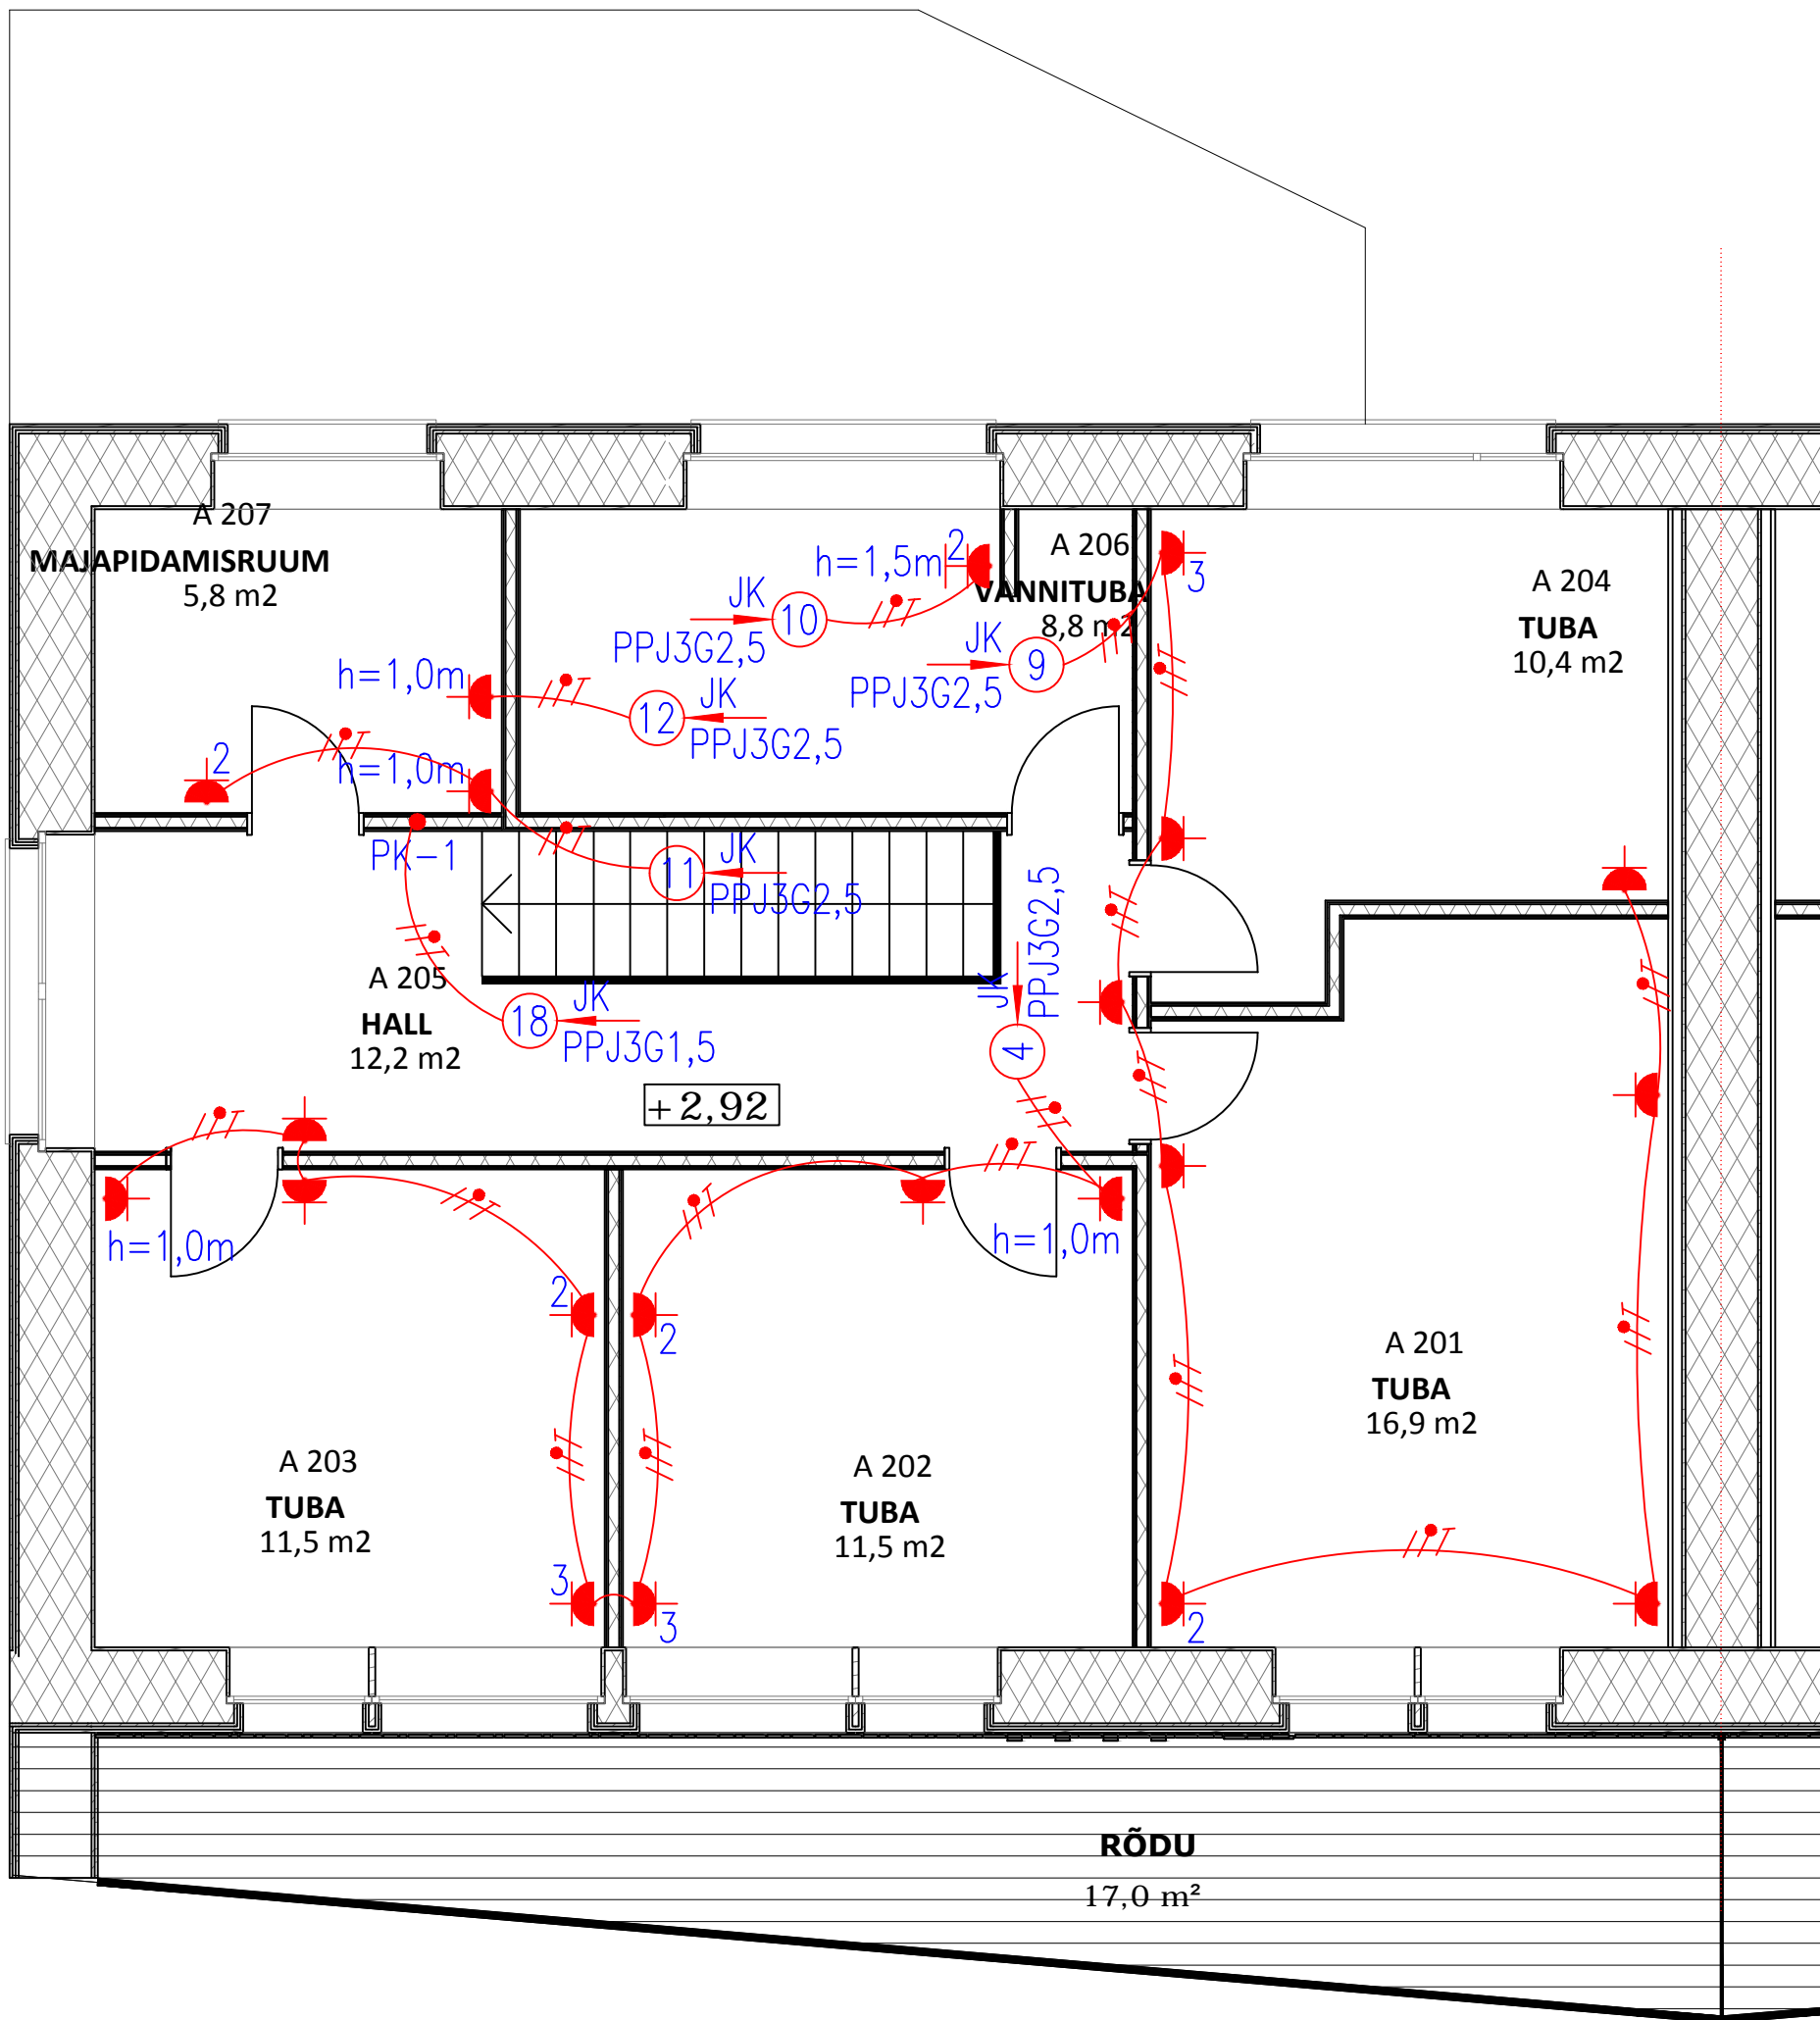 A 207
MAJAPIDAMISRUUM
5,8 m2
h=1,5m
2
A 206
VANNITUBA
8,8 m2
3
A 204
TUBA
10,4 m2
JK
10
PPJ3G2,5
JK
9
PPJ3G2,5
h=1,0m
12
JK
PPJ3G2,5
2
h=1,0m
PK-1
11
JK
PPJ3G2,5
JK
PPJ3G2,5
4
A 205
HALL
12,2 m2
18
JK
PPJ3G1,5
+2,92
h=1,0m
h=1,0m
2
2
A 201
TUBA
16,9 m2
A 203
TUBA
11,5 m2
A 202
TUBA
11,5 m2
3
3
2
RÕDU
17,0 m²